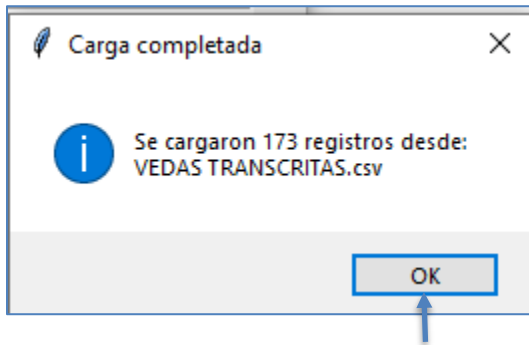 Carga completada
Se cargaron 173 registros desde:
VEDAS TRANSCRITAS.csv
OK